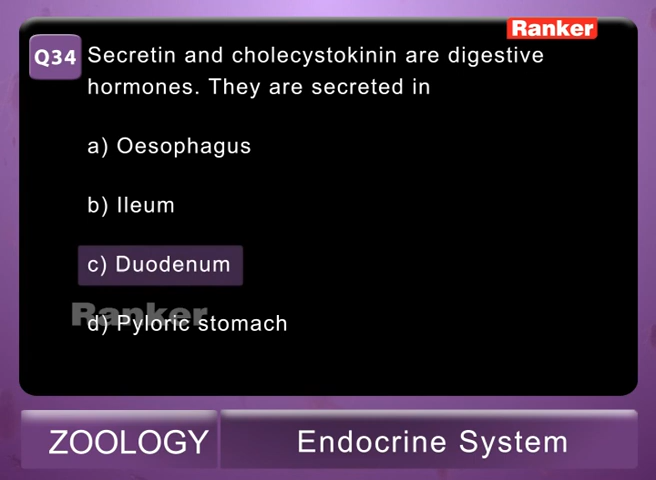 Ranker
Q34 Secretin and cholecystokinin are digestive
hormones. They are secreted in
a) Oesophagus
b) Ileum
c) Duodenum
Ranker
d) Pyloric stomach
ZOOLOGY Endocrine System